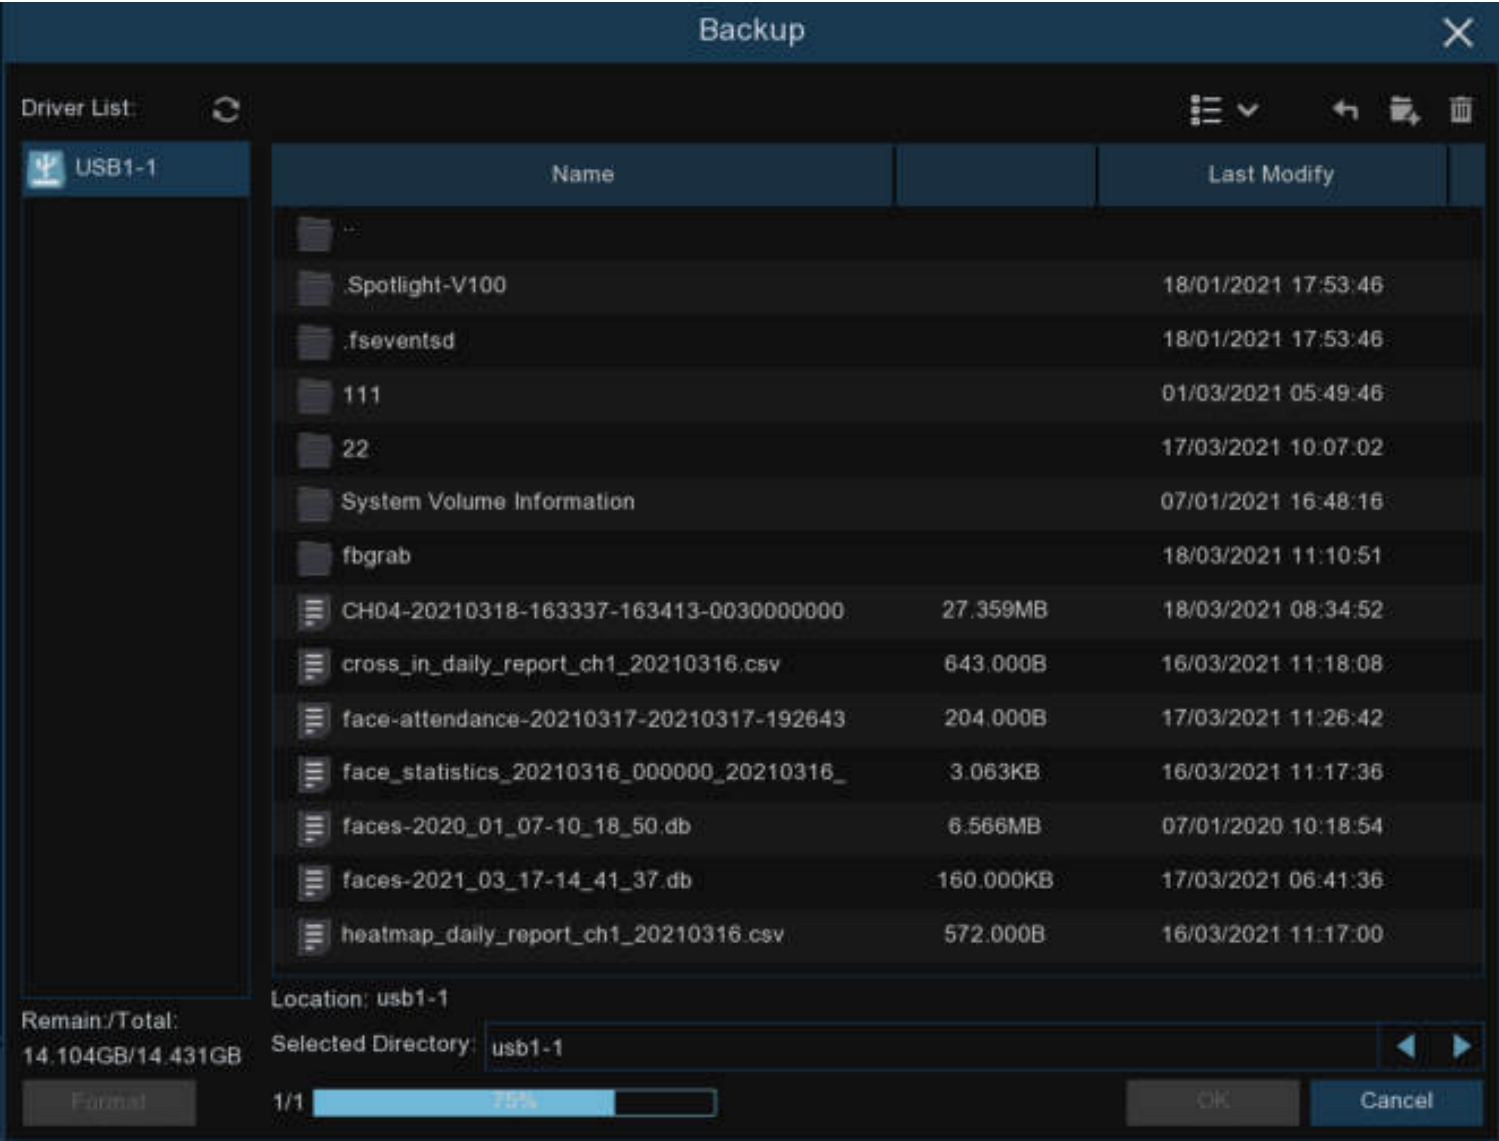 Backup
Driver List:
USB1-1
Name Last Modify
..
.Spotlight-V100 18/01/2021 17:53:46
.fseventsd 18/01/2021 17:53:46
111 01/03/2021 05:49:46
22 17/03/2021 10:07:02
System Volume Information 07/01/2021 16:48:16
fbgrab 18/03/2021 11:10:51
CH04-20210318-163337-163413-0030000000 27.359MB 18/03/2021 08:34:52
cross_in_daily_report_ch1_20210316.csv 643.000B 16/03/2021 11:18:08
face-attendance-20210317-20210317-192643 204.000B 17/03/2021 11:26:42
face_statistics_20210316_000000_20210316_ 3.063KB 16/03/2021 11:17:36
faces-2020_01_07-10_18_50.db 6.566MB 07/01/2020 10:18:54
faces-2021_03_17-14_41_37.db 160.000KB 17/03/2021 06:41:36
heatmap_daily_report_ch1_20210316.csv 572.000B 16/03/2021 11:17:00
Location: usb1-1
Remain:/Total:
14.104GB/14.431GB
Selected Directory: usb1-1
Format 1/1 75% OK Cancel